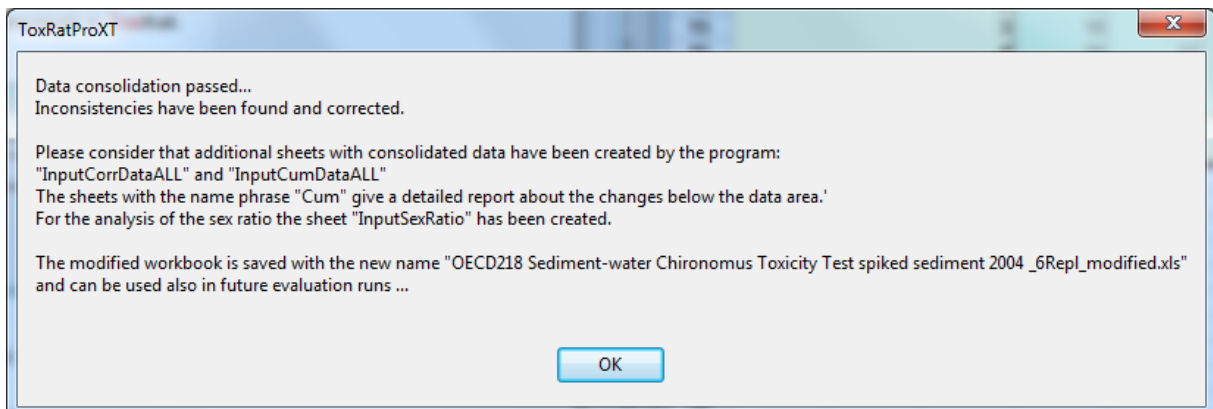 ToxRatProXT
Data consolidation passed...
Inconsistencies have been found and corrected.
Please consider that additional sheets with consolidated data have been created by the program:
"InputCorrDataALL" and "InputCumDataALL"
The sheets with the name phrase "Cum" give a detailed report about the changes below the data area.'
For the analysis of the sex ratio the sheet "InputSexRatio" has been created.
The modified workbook is saved with the new name "OECD218 Sediment-water Chironomus Toxicity Test spiked sediment 2004 _6Repl_modified.xls"
and can be used also in future evaluation runs ...
OK